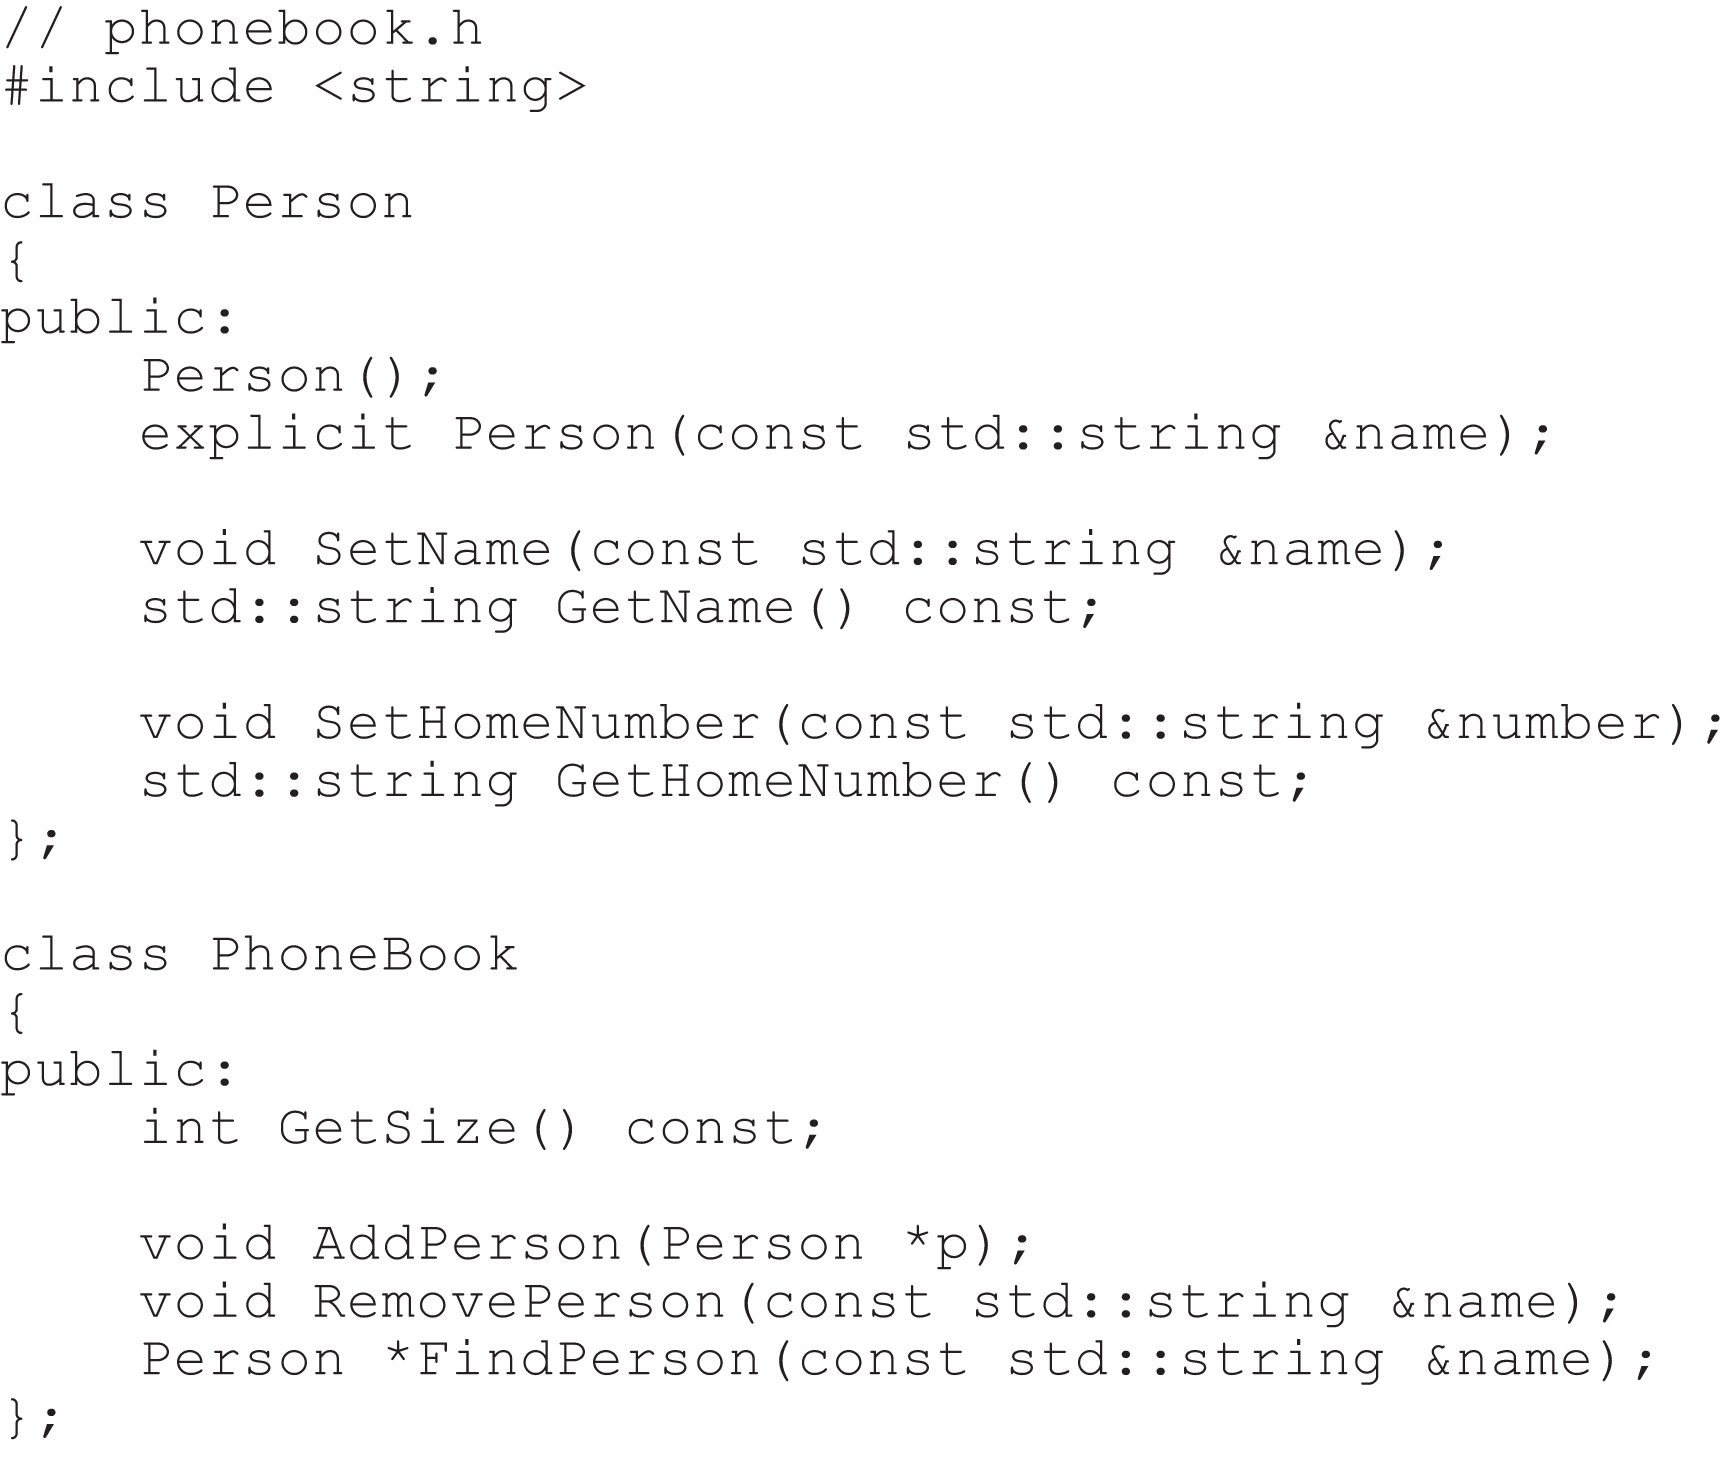 // phonebook.h
#include <string>

class Person
{
public:
    Person();
    explicit Person(const std::string &name);

    void SetName(const std::string &name);
    std::string GetName() const;

    void SetHomeNumber(const std::string &number);
    std::string GetHomeNumber() const;
};

class PhoneBook
{
public:
    int GetSize() const;

    void AddPerson(Person *p);
    void RemovePerson(const std::string &name);
    Person *FindPerson(const std::string &name);
};